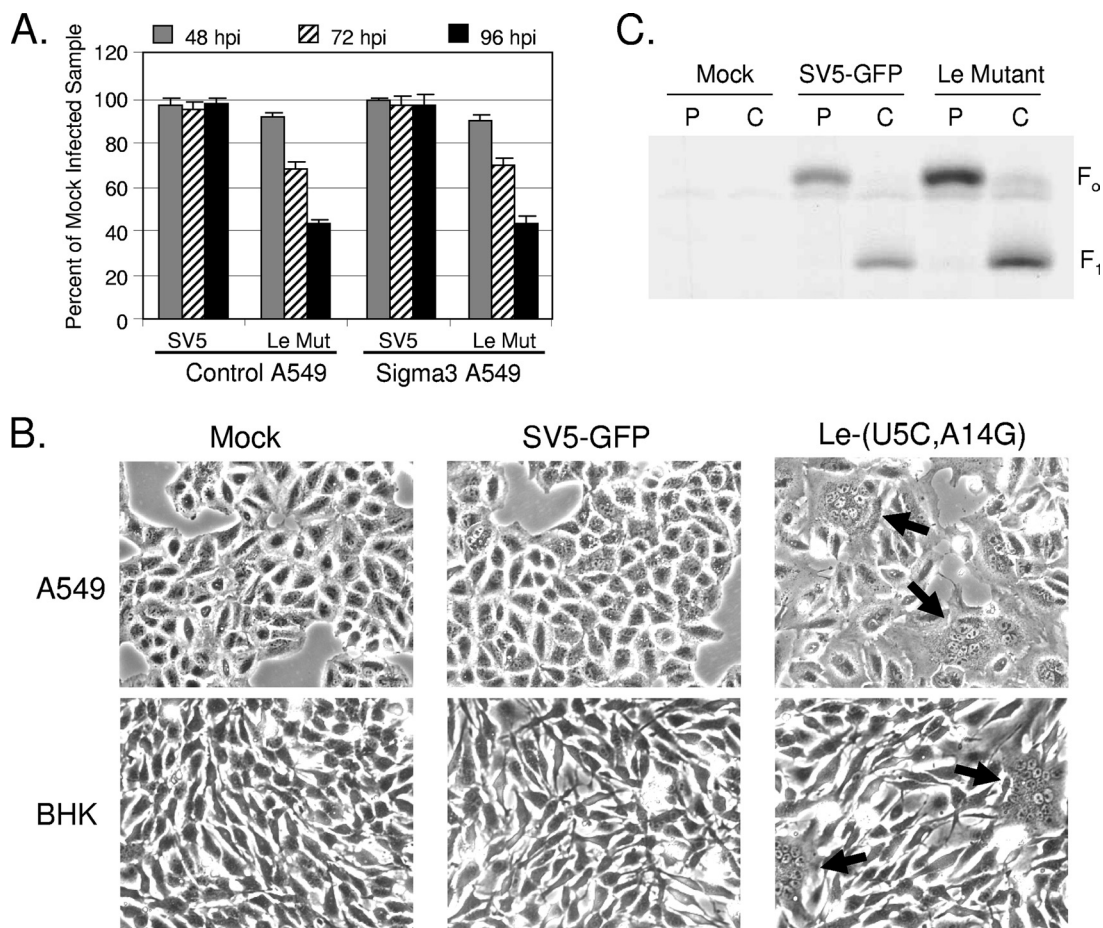 A.
48 hpi 72 hpi 96 hpi
Percent of Mock Infected Sample
120
100
80
60
40
20
0
SV5 Le Mut SV5 Le Mut
Control A549 Sigma3 A549
C.
Mock SV5-GFP Le Mutant
P C P C P C
Fo
F1
B.
Mock SV5-GFP Le-(U5C,A14G)
A549
BHK